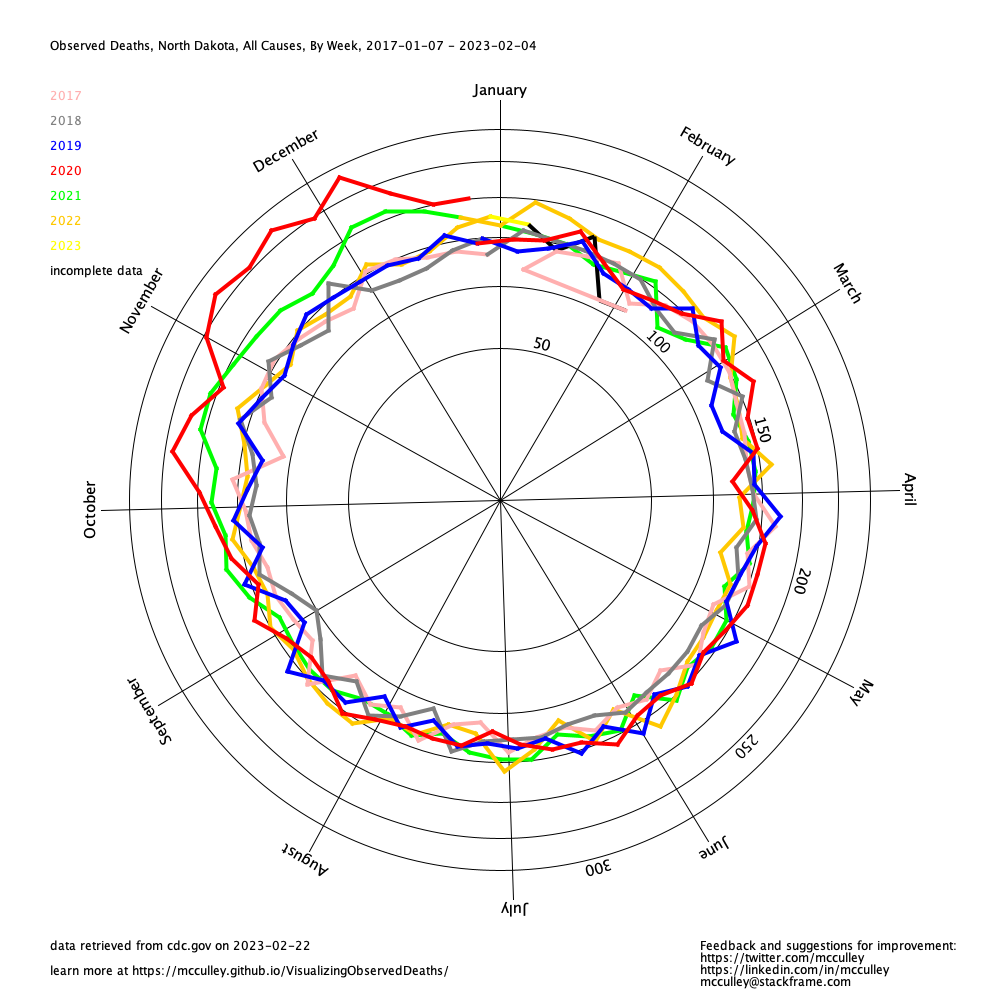 Observed Deaths, North Dakota, All Causes, By Week, 2017-01-07 - 2023-02-04
2017
2018
2019
2020
2021
2022
2023
incomplete data
January
February
March
April
May
June
July
August
September
October
November
December
50
100
150
200
250
300
data retrieved from cdc.gov on 2023-02-22
learn more at https://mcculley.github.io/VisualizingObservedDeaths/
Feedback and suggestions for improvement:
https://twitter.com/mcculley
https://linkedin.com/in/mcculley
mcculley@stackframe.com